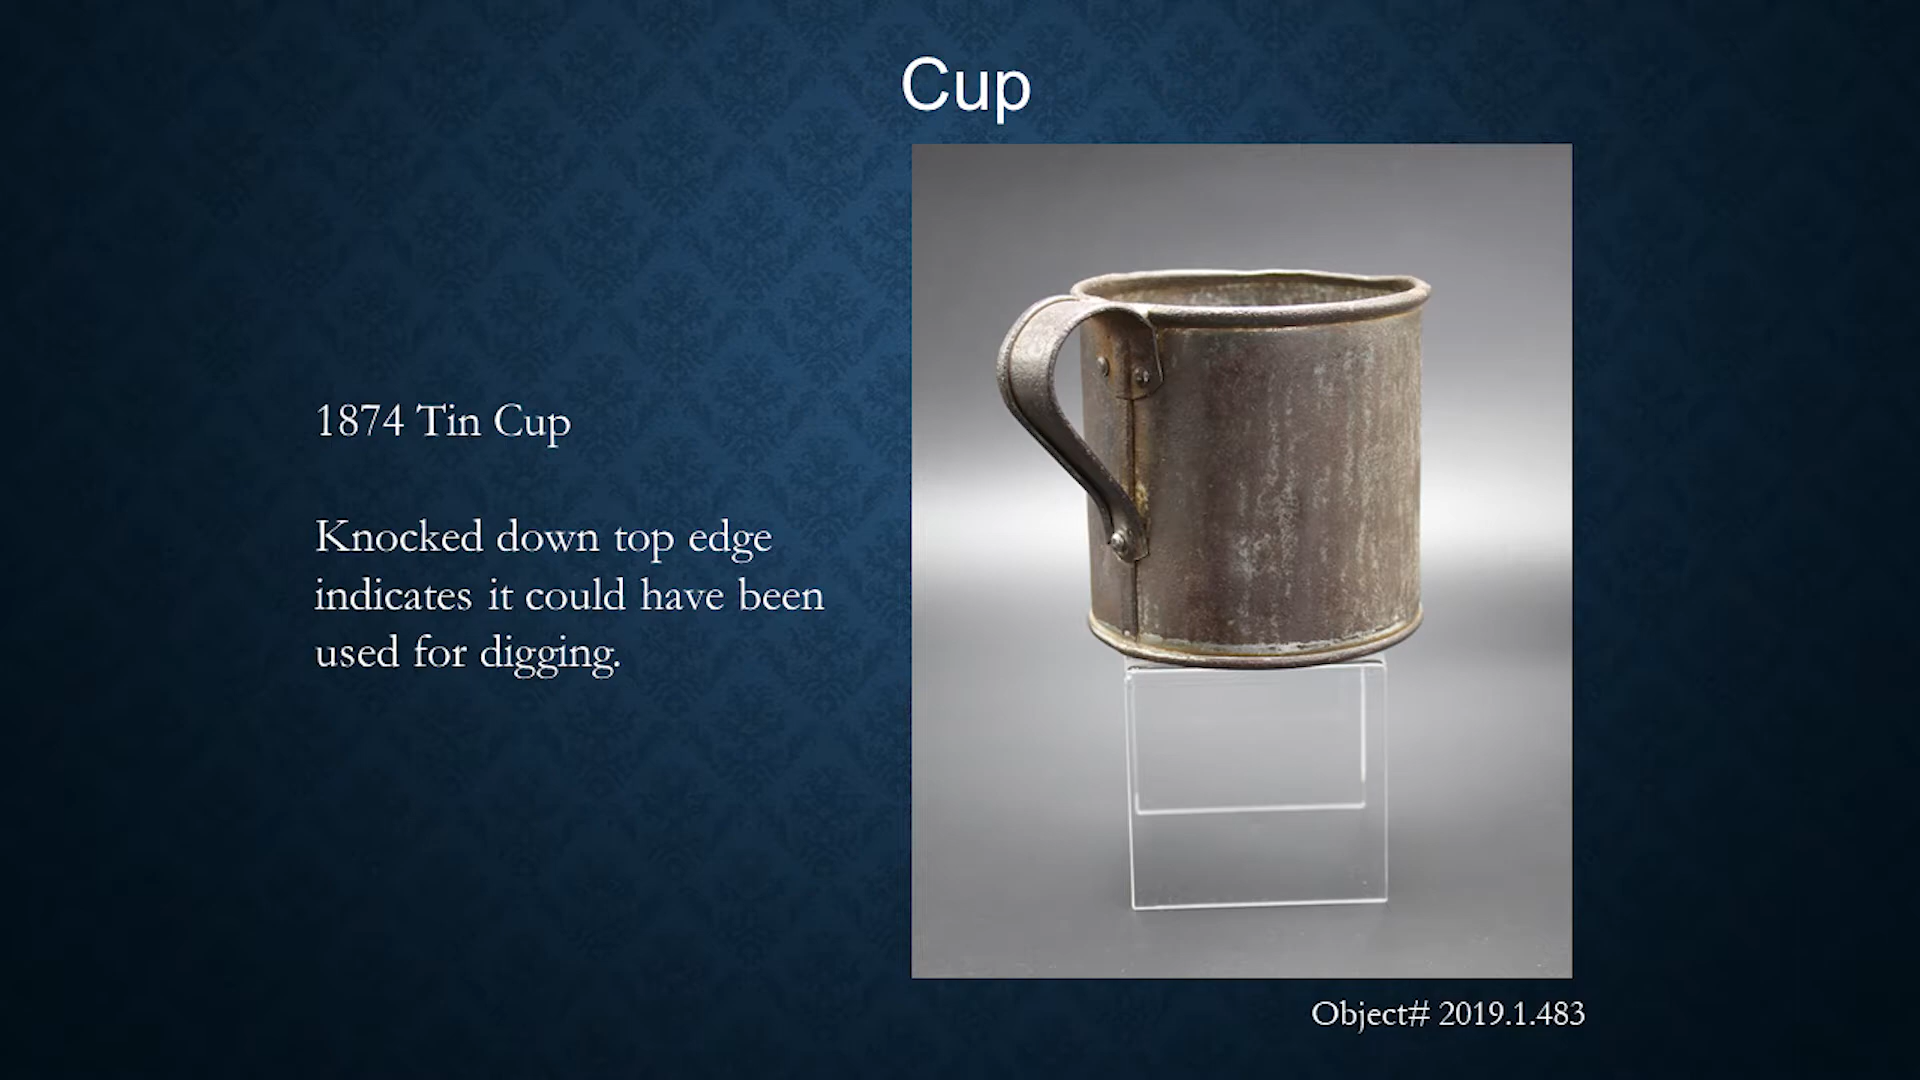 Cup
1874 Tin Cup
Knocked down top edge
indicates it could have been
used for digging.
Object# 2019.1.483